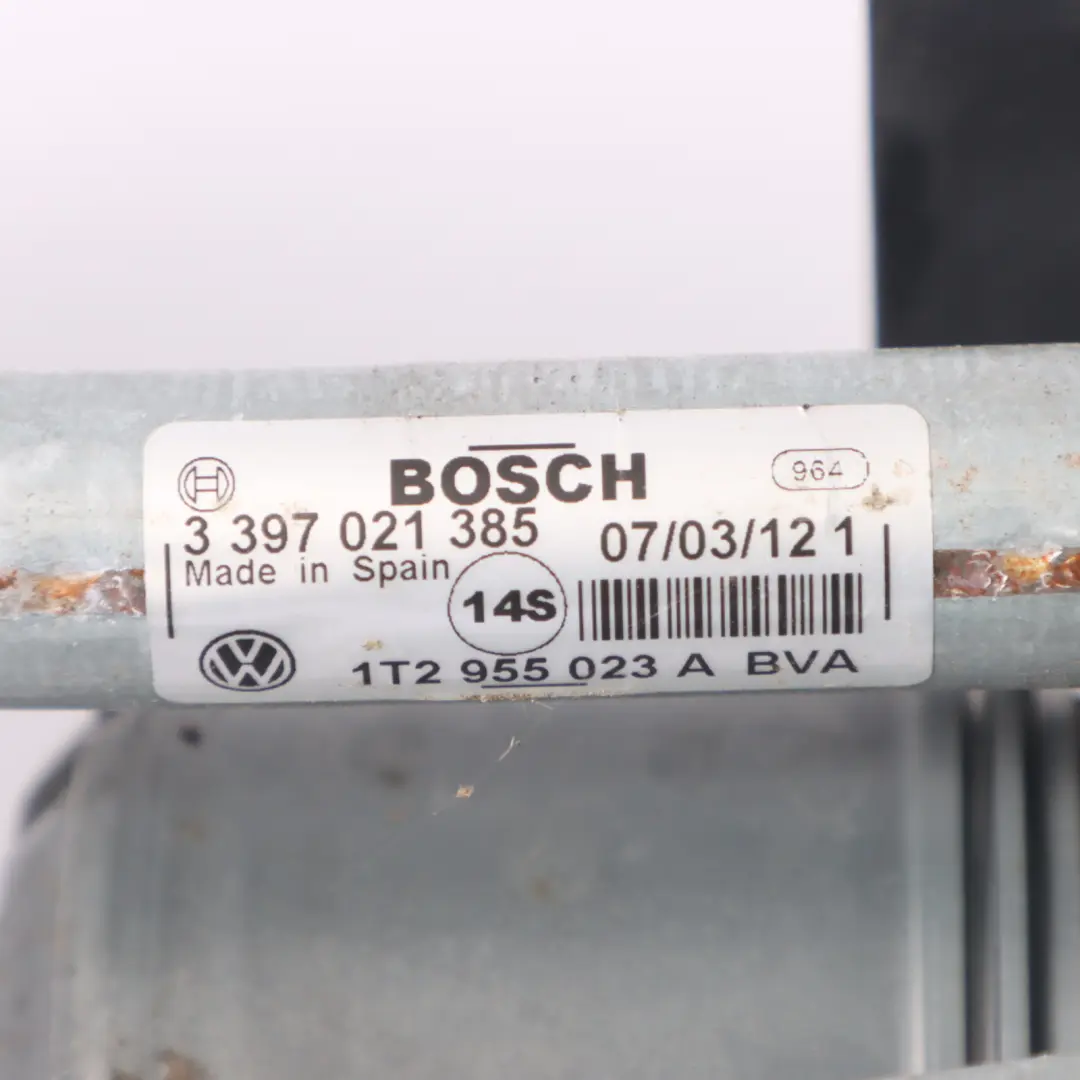 BOSCH
964
3 397 021 385
07/03/12 1
Made in Spain
14S
1T2 955 023 A BVA